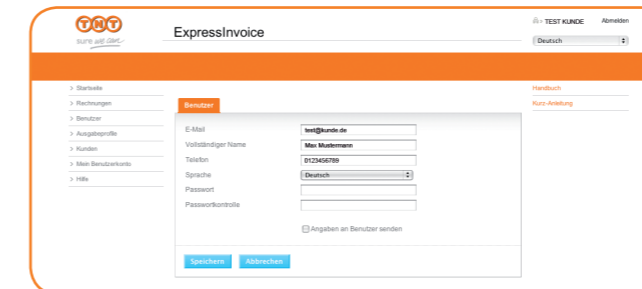 TNT
sure we can
ExpressInvoice
> TEST KUNDE Abmelden
Deutsch
> Startseite
> Rechnungen
> Benutzer
> Ausgabeprofile
> Kunden
> Mein Benutzerkonto
> Hilfe
Benutzer
E-Mail test@kunde.de
Vollständiger Name Max Mustermann
Telefon 0123456789
Sprache Deutsch
Passwort
Passwortkontrolle
Angaben an Benutzer senden
Speichern Abbrechen
Handbuch
Kurz-Anleitung